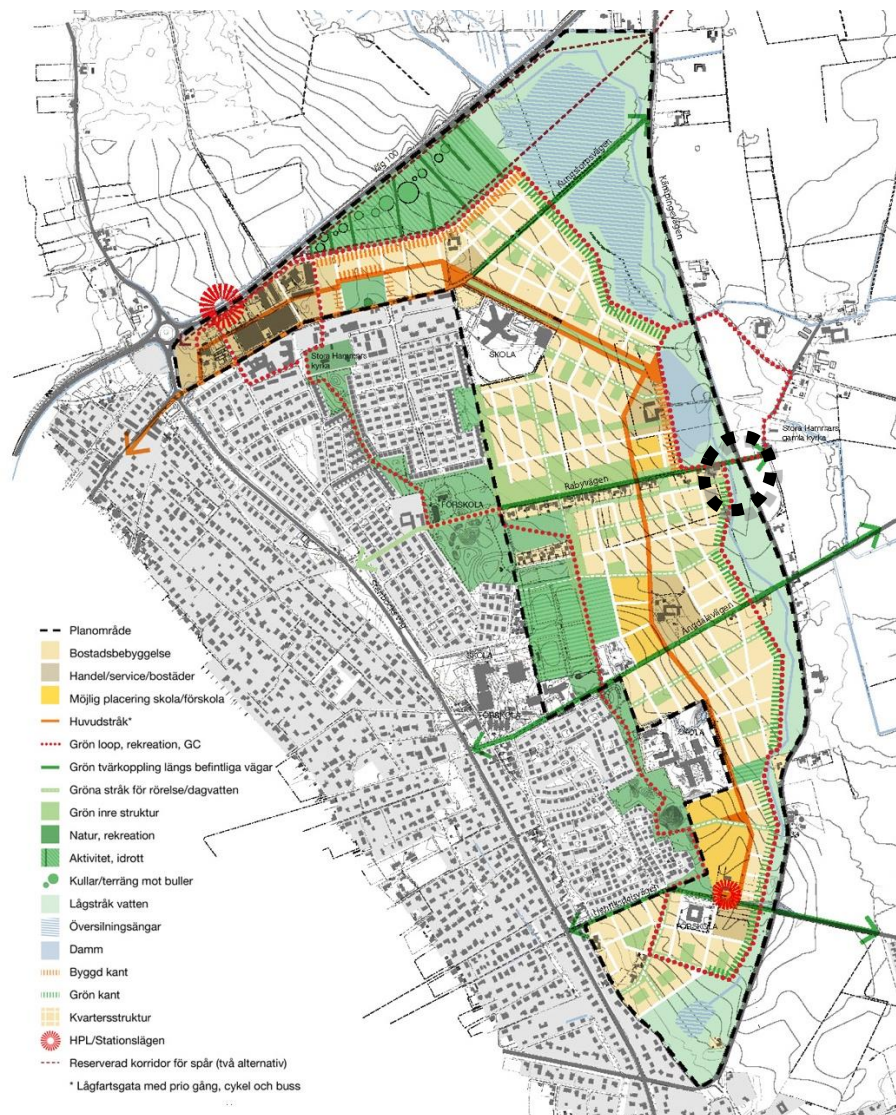 Väg 100
Kumpstorpsvägen
Kämpingevägen
SKOLA
Stora Hammars
kyrka
Stora Hammars
gamla kyrka
Råbyvägen
FÖRSKOLA
Ängdalavägen
SKOLA
FÖRSKOLA
SKOLA
FÖRSKOLA
Planområde
Bostadsbebyggelse
Handel/service/bostäder
Möjlig placering skola/förskola
Huvudstråk*
Grön loop, rekreation, GC
Grön tvärkoppling längs befintliga vägar
Gröna stråk för rörelse/dagvatten
Grön inre struktur
Natur, rekreation
Aktivitet, idrott
Kullar/terräng mot buller
Lågstråk vatten
Översilningsängar
Damm
Byggd kant
Grön kant
Kvartersstruktur
HPL/Stationslägen
Reserverad korridor för spår (två alternativ)
* Lågfartsgata med prio gång, cykel och buss